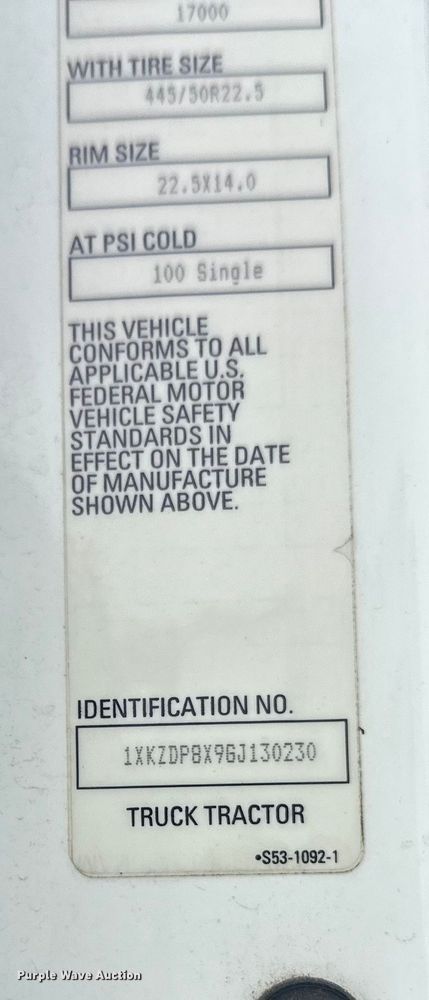 17000
WITH TIRE SIZE
445/50R22.5
RIM SIZE
22.5X14.0
AT PSI COLD
100 Single
THIS VEHICLE
CONFORMS TO ALL
APPLICABLE U.S.
FEDERAL MOTOR
VEHICLE SAFETY
STANDARDS IN
EFFECT ON THE DATE
OF MANUFACTURE
SHOWN ABOVE.
IDENTIFICATION NO.
1XKZDP8X9GJ130230
TRUCK TRACTOR
•S53-1092-1
Purple Wave Auction